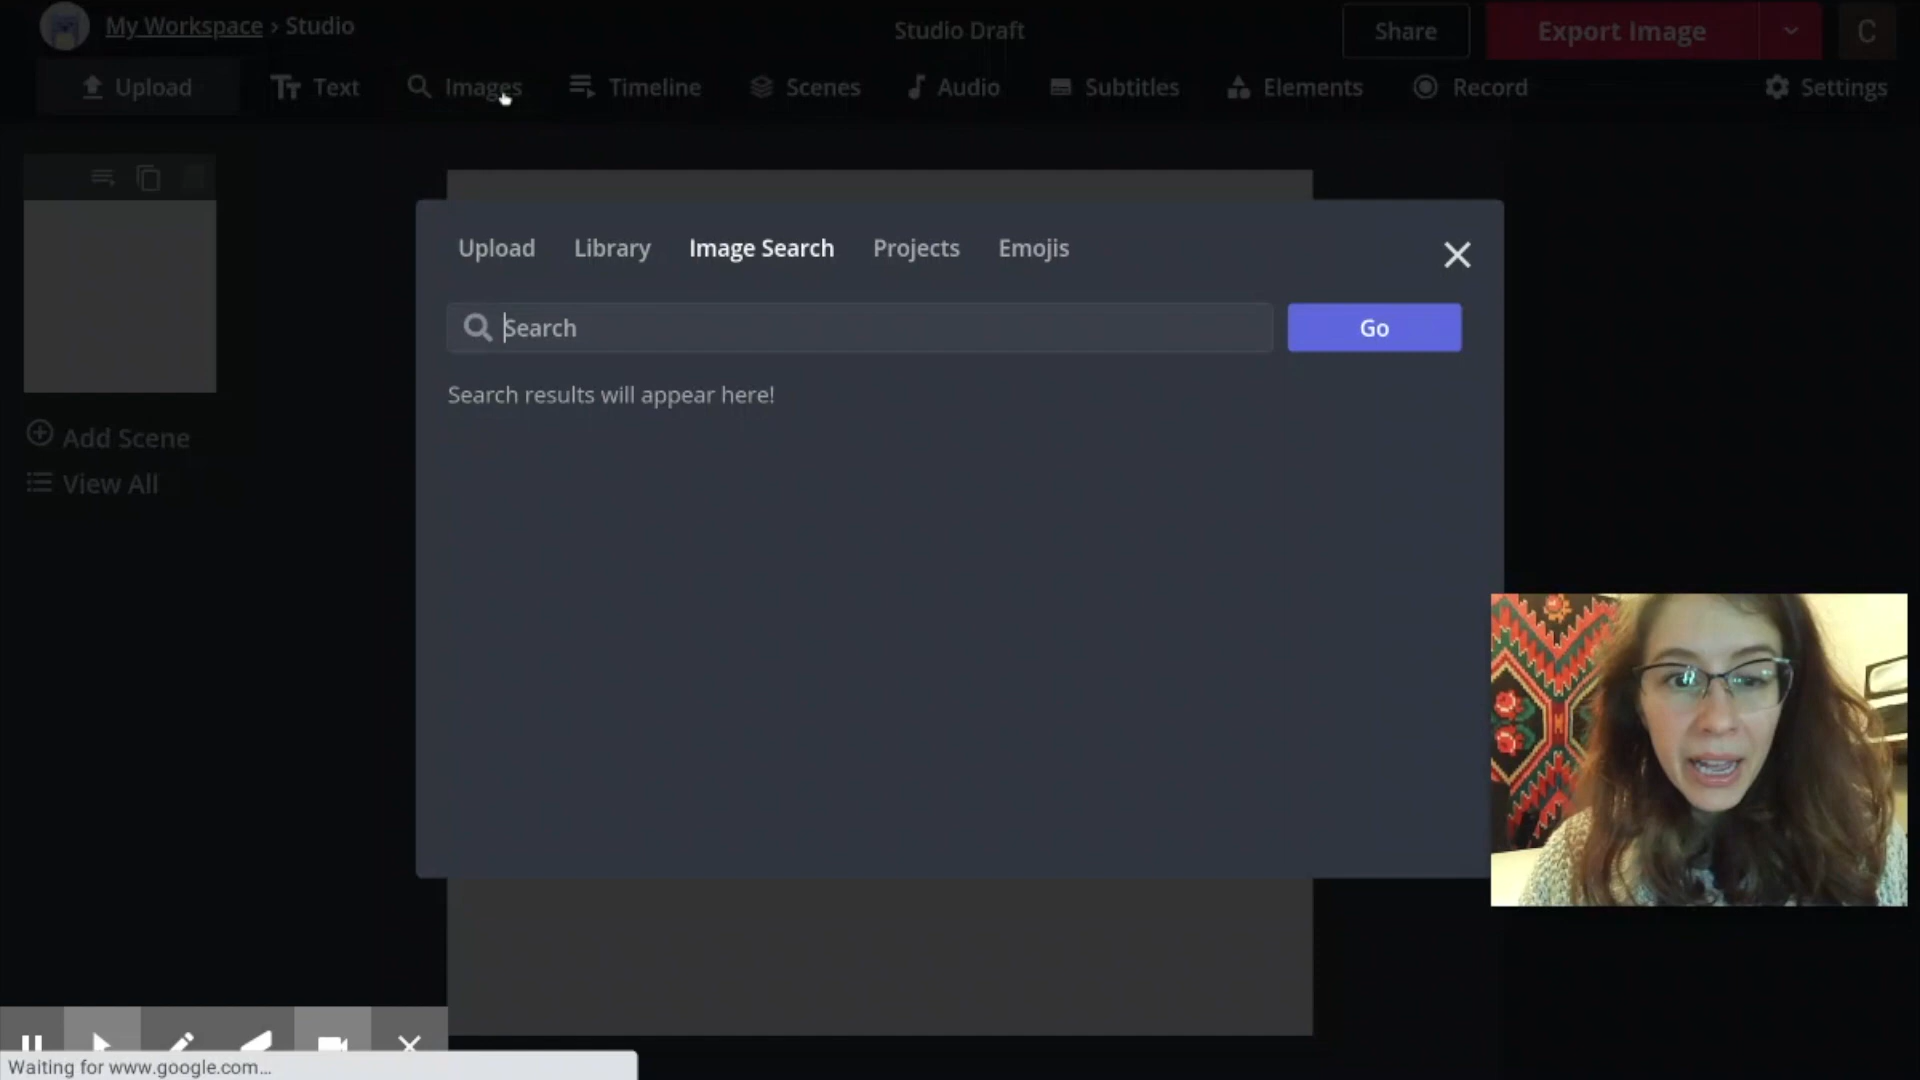 My Workspace › Studio
Studio Draft
Share
Export Image
C
Upload
Text
Images
Timeline
Scenes
Audio
Subtitles
Elements
Record
Settings
Upload
Library
Image Search
Projects
Emojis
Search
Go
Search results will appear here!
Add Scene
View All
Waiting for www.google.com...